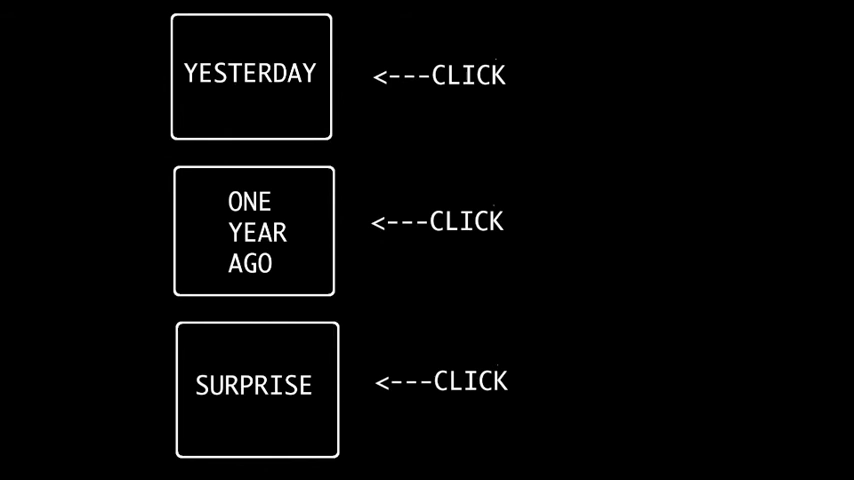 YESTERDAY <---CLICK
ONE
YEAR <---CLICK
AGO
SURPRISE <---CLICK